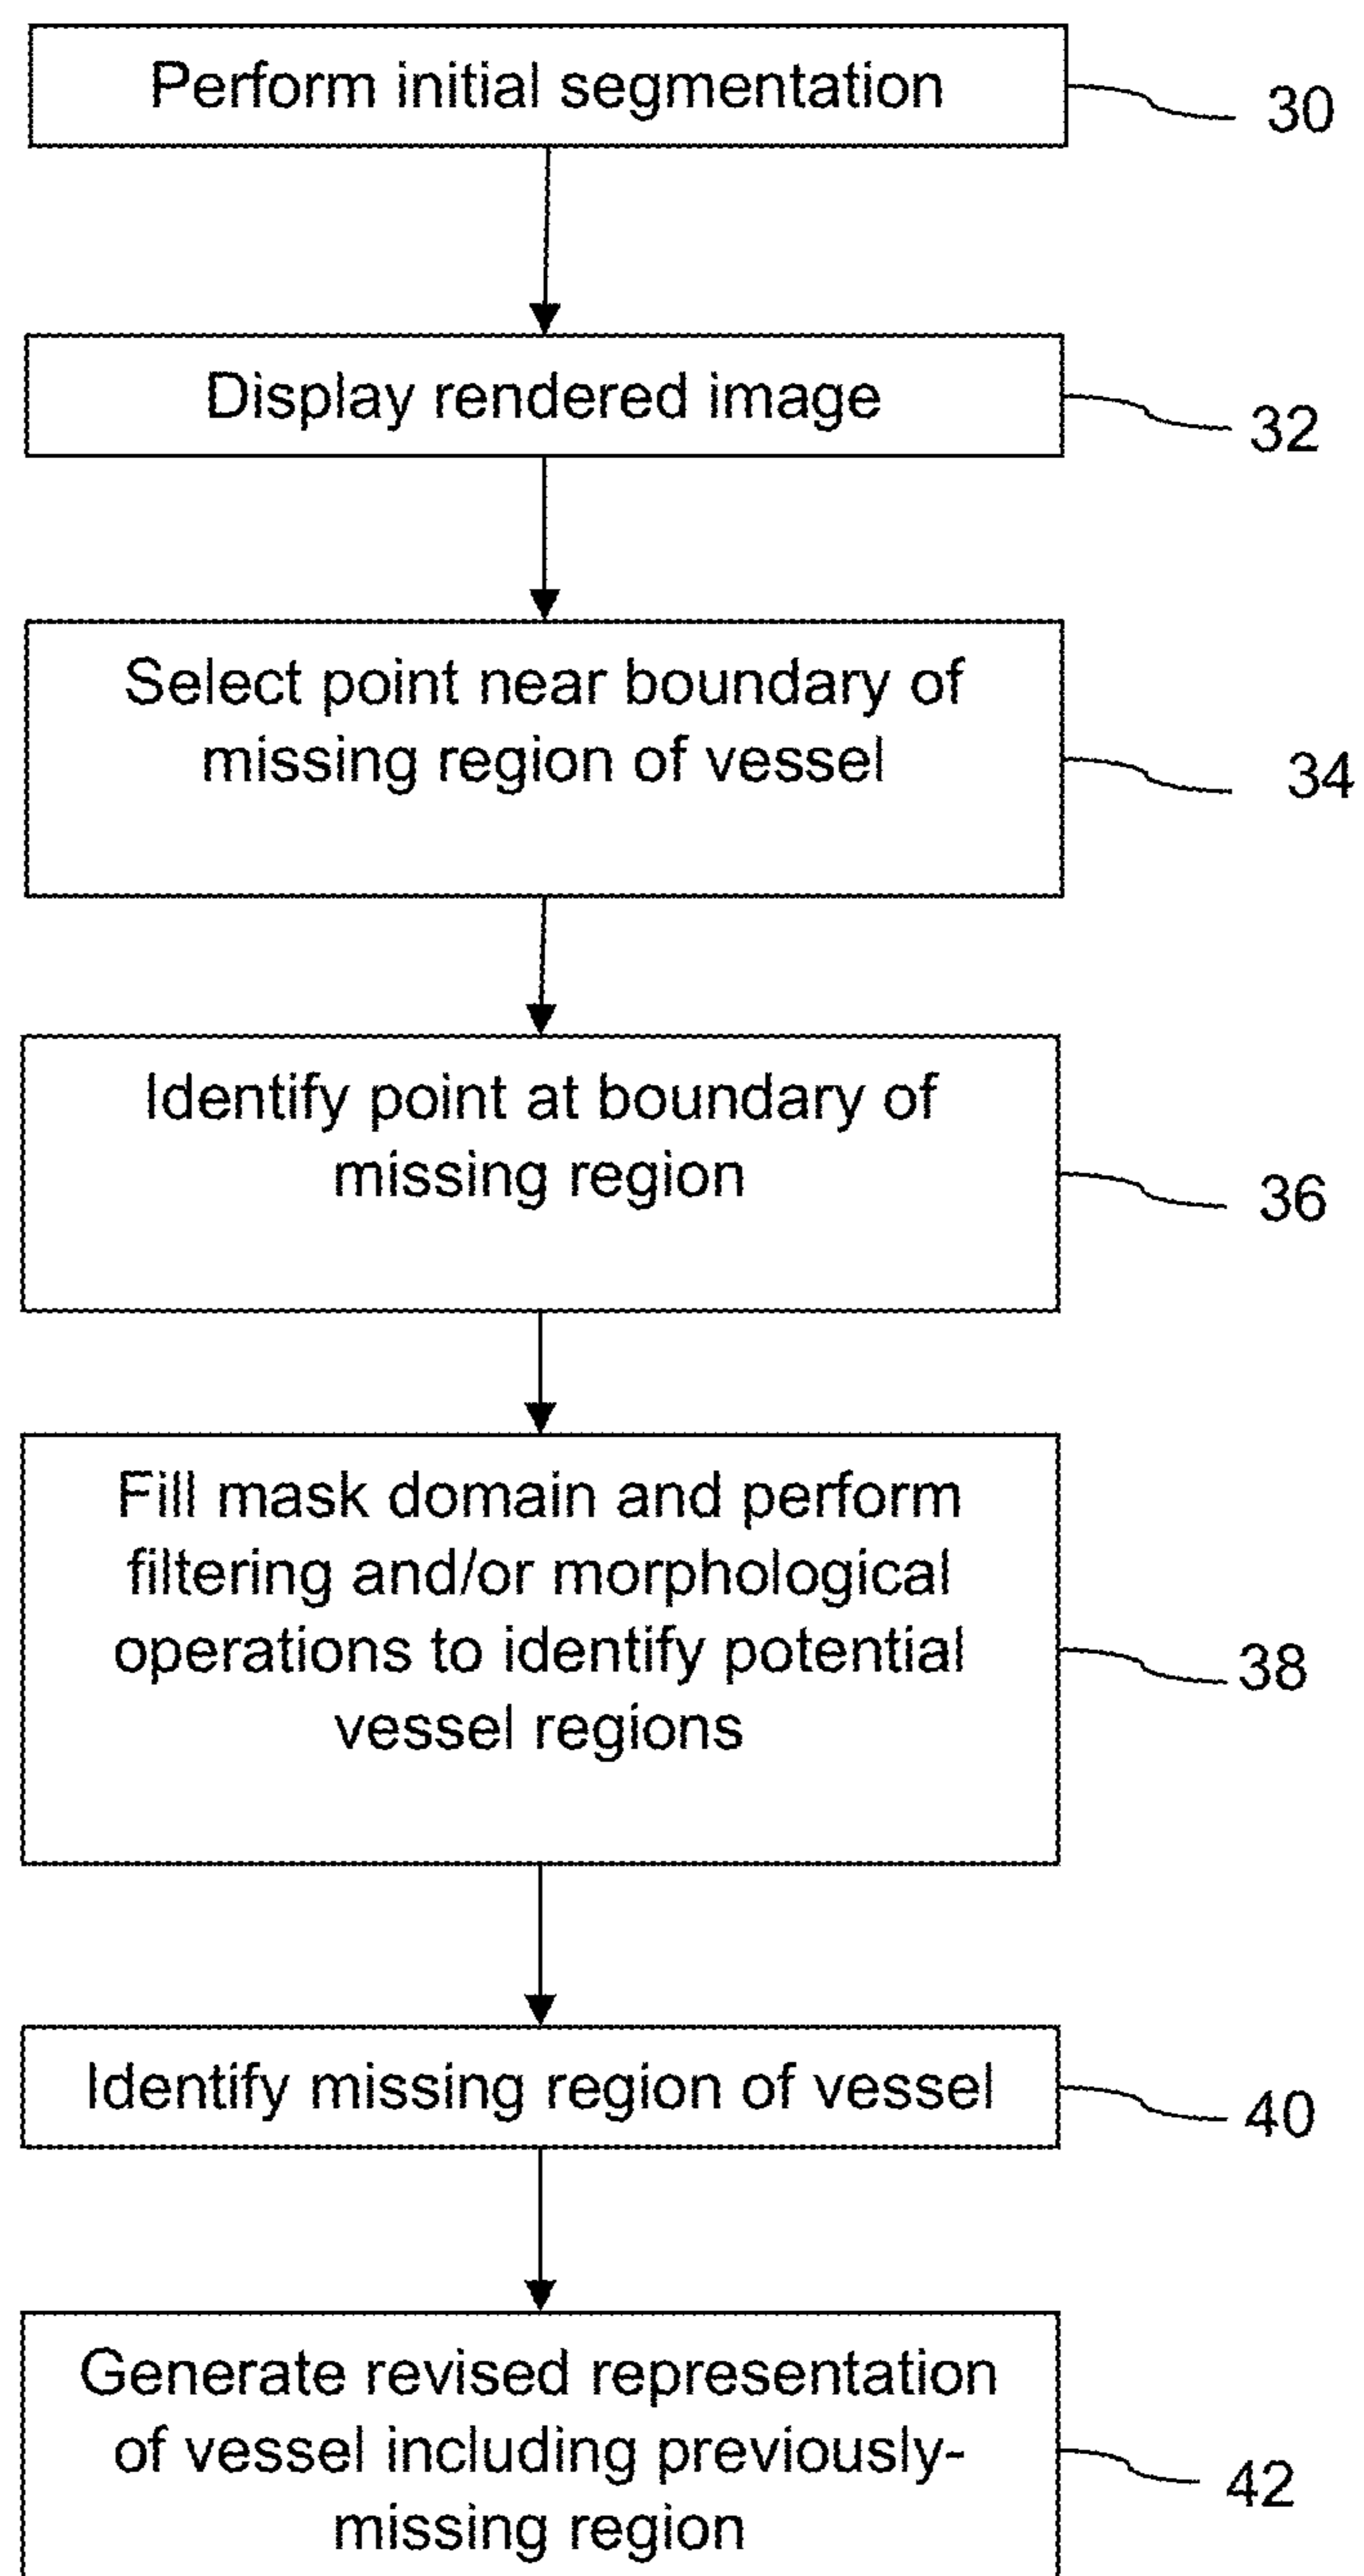 Perform initial segmentation
30
Display rendered image
32
Select point near boundary of
missing region of vessel
34
Identify point at boundary of
missing region
36
Fill mask domain and perform
filtering and/or morphological
operations to identify potential
vessel regions
38
Identify missing region of vessel
40
Generate revised representation
of vessel including previously-
missing region
42